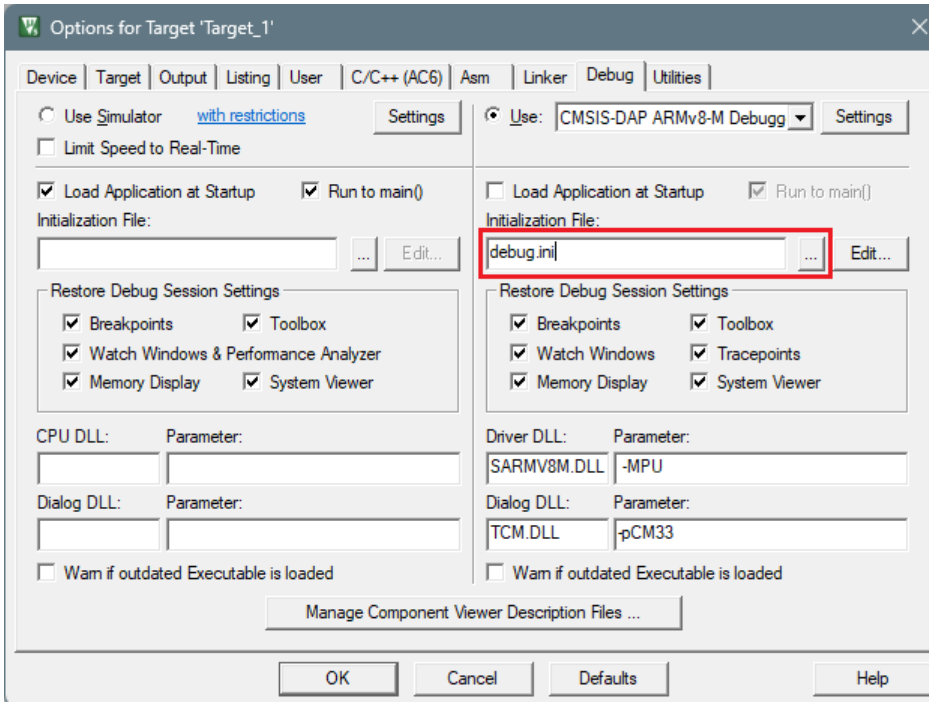 Options for Target 'Target_1'
Device Target Output Listing User C/C++ (AC6) Asm Linker Debug Utilities
Use Simulator with restrictions Settings
Limit Speed to Real-Time
Use: CMSIS-DAP ARMv8-M Debugg Settings
Load Application at Startup Run to main()
Initialization File:
... Edit...
Restore Debug Session Settings
Breakpoints Toolbox
Watch Windows & Performance Analyzer
Memory Display System Viewer
Load Application at Startup Run to main()
Initialization File:
debug.ini ... Edit...
Restore Debug Session Settings
Breakpoints Toolbox
Watch Windows Tracepoints
Memory Display System Viewer
CPU DLL: Parameter:
Dialog DLL: Parameter:
Warn if outdated Executable is loaded
Driver DLL: Parameter:
SARMV8M.DLL -MPU
Dialog DLL: Parameter:
TCM.DLL -pCM33
Warn if outdated Executable is loaded
Manage Component Viewer Description Files ...
OK Cancel Defaults Help